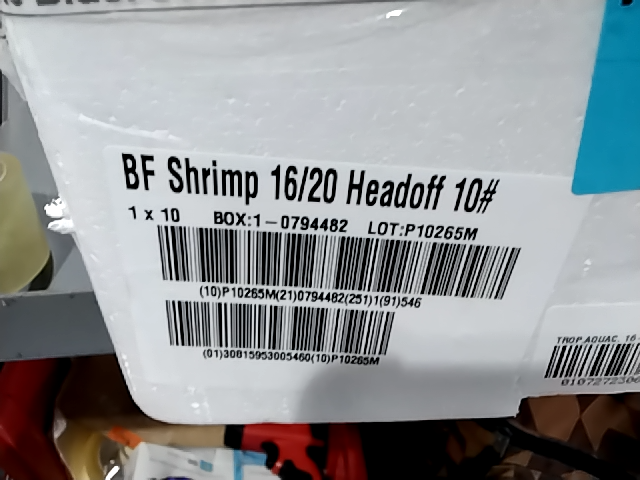 BF Shrimp 16/20 Headoff 10#
1 x 10 BOX:1-0794482 LOT:P10265M
(10)P10265M(21)0794482(251)1(91)546
(01)30815953005460(10)P10265M
TROP AQUAC, 16